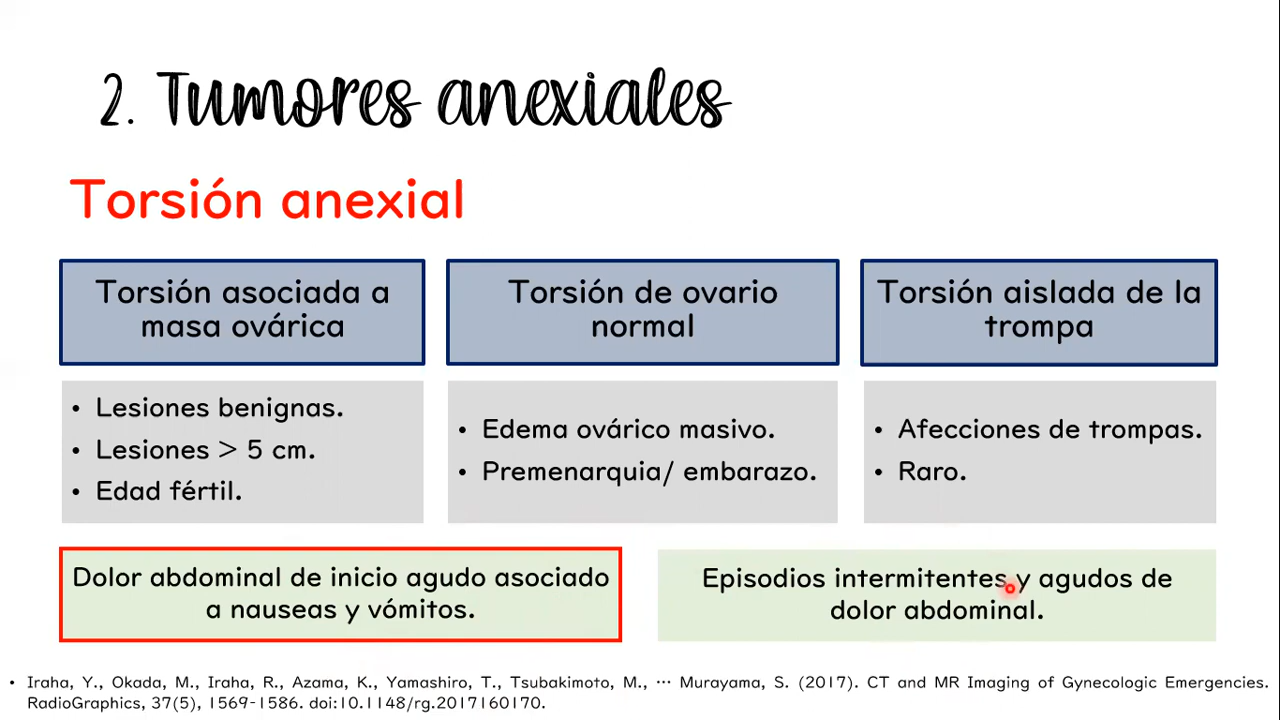 2. Tumores anexiales
Torsión anexial
Torsión asociada a
masa ovárica
• Lesiones benignas.
• Lesiones > 5 cm.
• Edad fértil.
Torsión de ovario
normal
• Edema ovárico masivo.
• Premenarquia/ embarazo.
Torsión aislada de la
trompa
• Afecciones de trompas.
• Raro.
Dolor abdominal de inicio agudo asociado
a nauseas y vómitos.
Episodios intermitentes y agudos de
dolor abdominal.
• Iraha, Y., Okada, M., Iraha, R., Azama, K., Yamashiro, T., Tsubakimoto, M., … Murayama, S. (2017). CT and MR Imaging of Gynecologic Emergencies.
RadioGraphics, 37(5), 1569-1586. doi:10.1148/rg.2017160170.